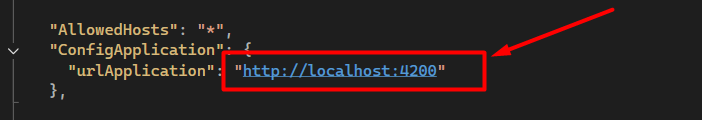 "AllowedHosts": "*",
"ConfigApplication": {
"urlApplication": "http://localhost:4200"
},